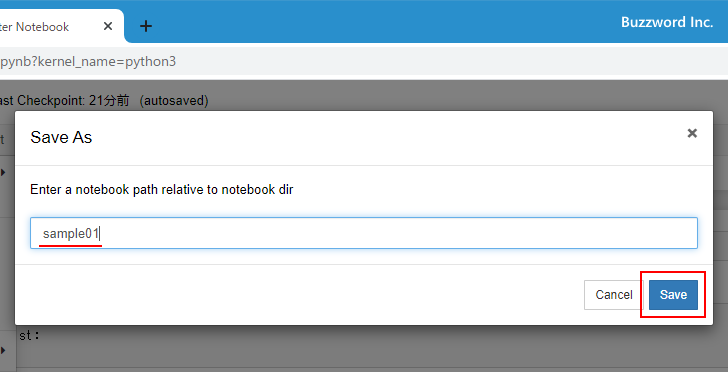 ter Notebook
Buzzword Inc.
pynb?kernel_name=python3
ast Checkpoint: 21分前 (autosaved)
Save As
Enter a notebook path relative to notebook dir
sample01
Cancel
Save
st :